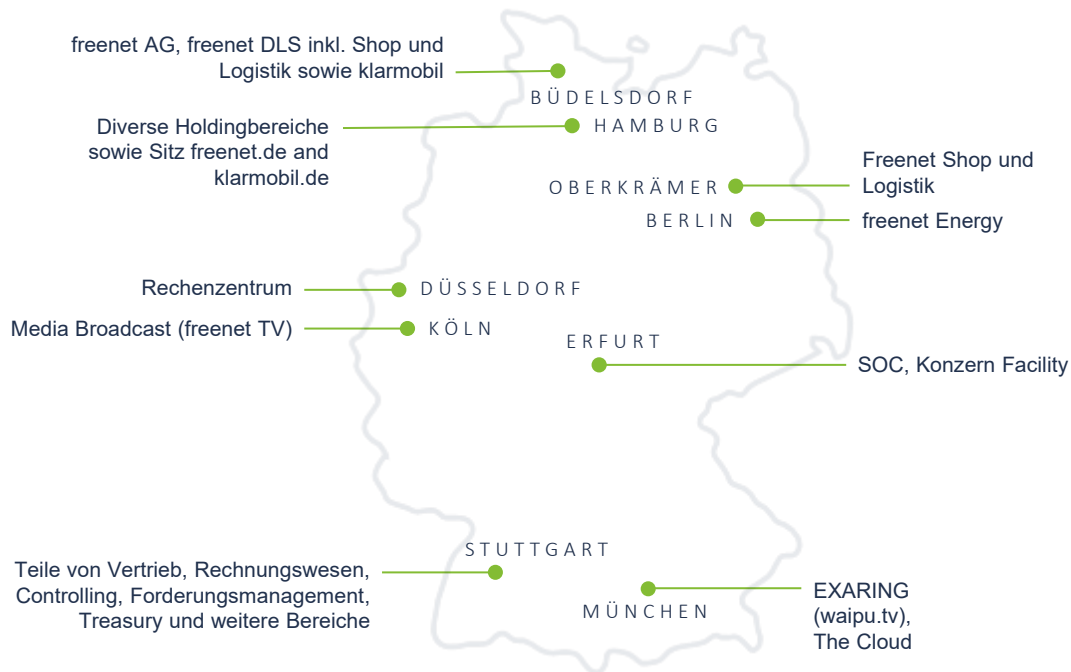 freenet AG, freenet DLS inkl. Shop und
Logistik sowie klarmobil
BÜDELSDORF
Diverse Holdingbereiche
sowie Sitz freenet.de and
klarmobil.de
HAMBURG
OBERKRÄMER
Freenet Shop und
Logistik
BERLIN
freenet Energy
Rechenzentrum
DÜSSELDORF
Media Broadcast (freenet TV)
KÖLN
ERFURT
SOC, Konzern Facility
STUTTGART
Teile von Vertrieb, Rechnungswesen,
Controlling, Forderungsmanagement,
Treasury und weitere Bereiche
MÜNCHEN
EXARING
(waipu.tv),
The Cloud